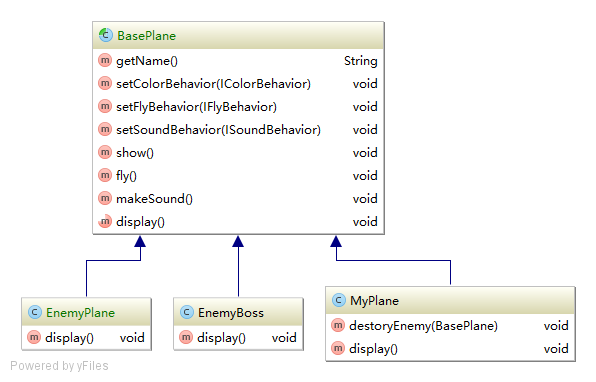 BasePlane
getName() String
setColorBehavior(IColorBehavior) void
setFlyBehavior(IFlyBehavior) void
setSoundBehavior(ISoundBehavior) void
show() void
fly() void
makeSound() void
display() void
EnemyPlane
display() void
EnemyBoss
display() void
MyPlane
destoryEnemy(BasePlane) void
display() void
Powered by yFiles